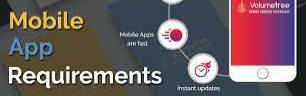 Mobile
App
Requirements
Mobile Apps
are fast
Instant updates
Volumetree